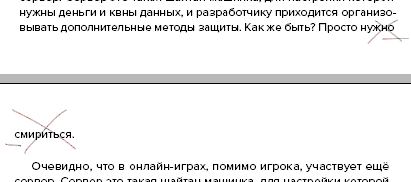 сервер. Сервер это такая шайтан машинка, для настройки которой
нужны деньги и квны данных, и разработчику приходится организо-
вывать дополнительные методы защиты. Как же быть? Просто нужно
смириться.
Очевидно, что в онлайн-играх, помимо игрока, участвует ещё
сервер. Сервер это такая шайтан машинка, для настройки которой